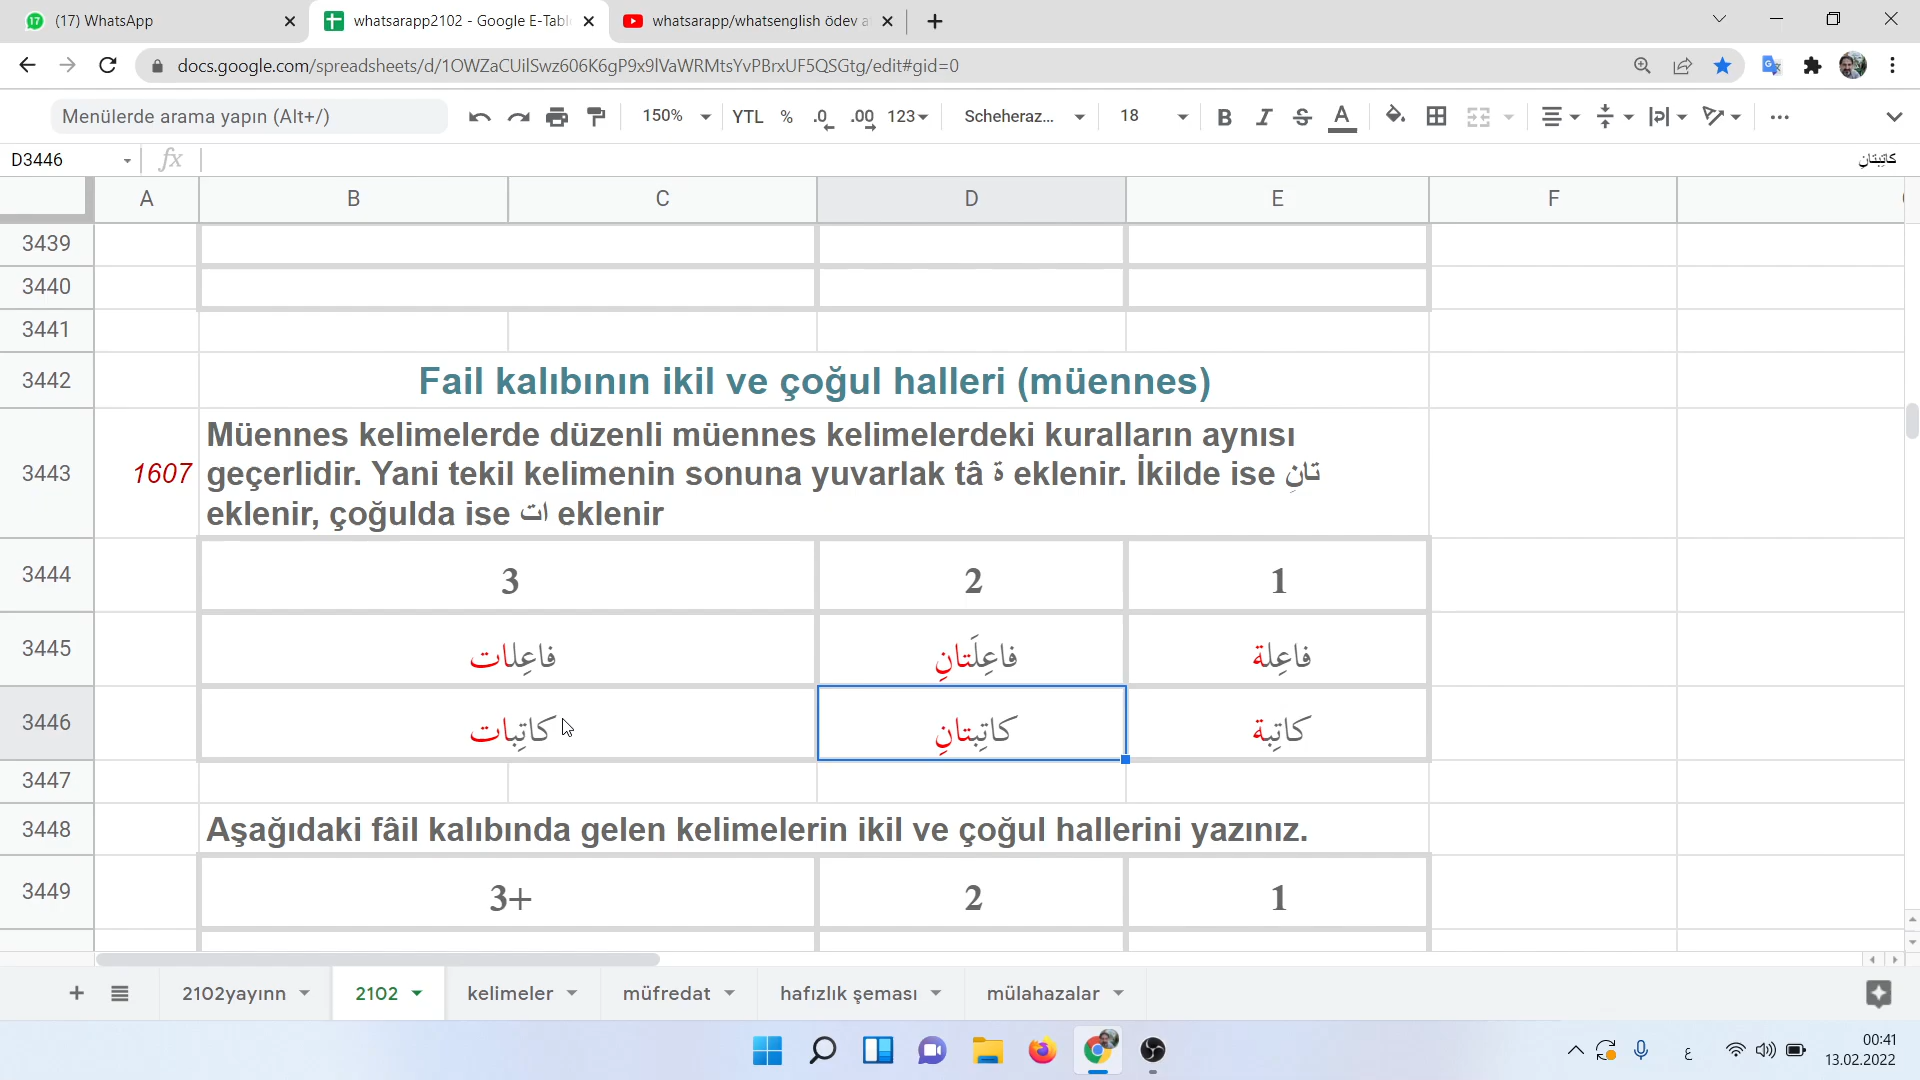 (17) WhatsApp
whatsarapp2102 - Google E-Tabl
whatsarapp/whatsenglish ödev a
docs.google.com/spreadsheets/d/1OWZaCUilSwz606K6gP9x9lVaWRMtsYvPBrxUF5QSGtg/edit#gid=0
Menülerde arama yapın (Alt+/)
150% YTL % .0 .00 123 Scheheraz... 18 B I S A
D3446 fx كاتِبتانِ
A B C D E F
3439
3440
3441
3442 Fail kalıbının ikil ve çoğul halleri (müennes)
3443 1607 Müennes kelimelerde düzenli müennes kelimelerdeki kuralların aynısı
geçerlidir. Yani tekil kelimenin sonuna yuvarlak tâ ة eklenir. İkilde ise تانِ
eklenir, çoğulda ise ات eklenir
3444 3 2 1
3445 فاعِلات فاعِلَتانِ فاعِلة
3446 كاتِبات كاتِبتانِ كاتِبة
3447
3448 Aşağıdaki fâil kalıbında gelen kelimelerin ikil ve çoğul hallerini yazınız.
3449 3+ 2 1
2102yayınn 2102 kelimeler müfredat hafızlık şeması mülahazalar
ع 00:41
13.02.2022